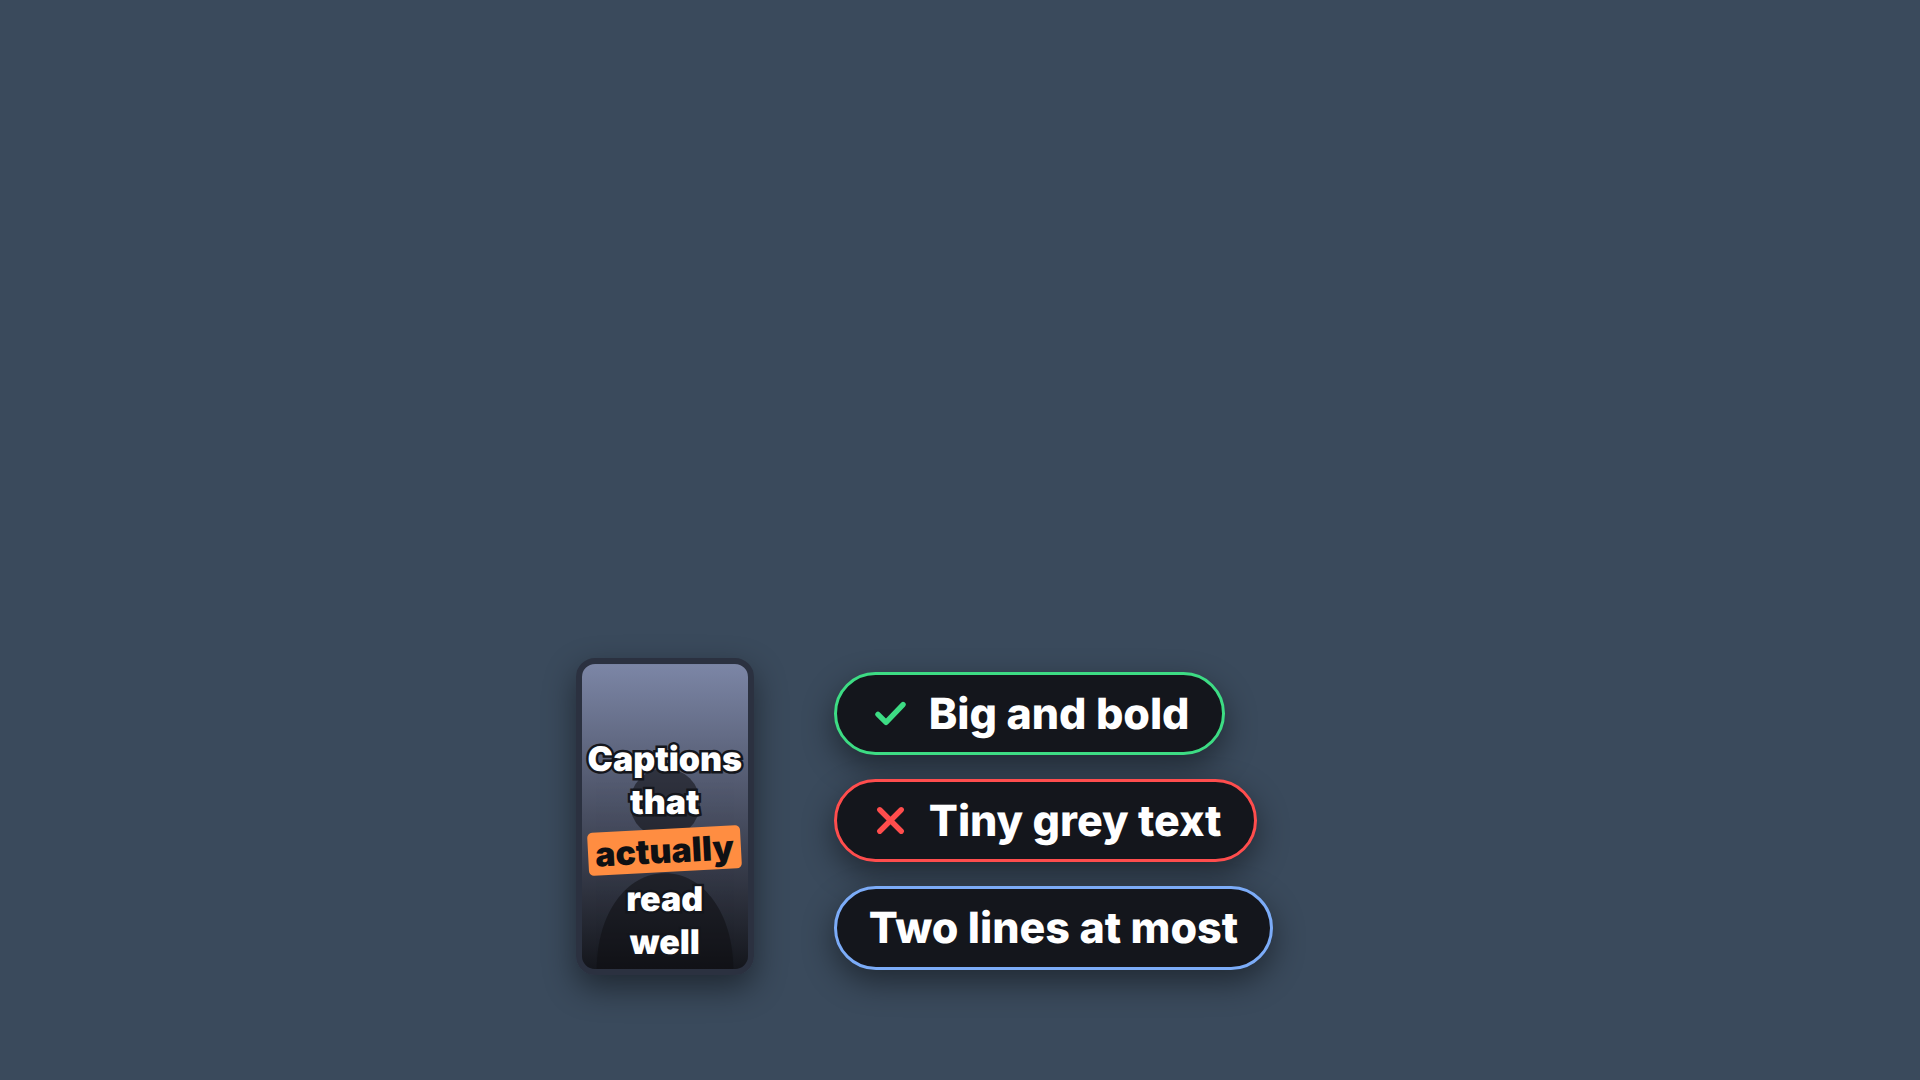 Captions
that
actually
read
well
Big and bold
Tiny grey text
Two lines at most